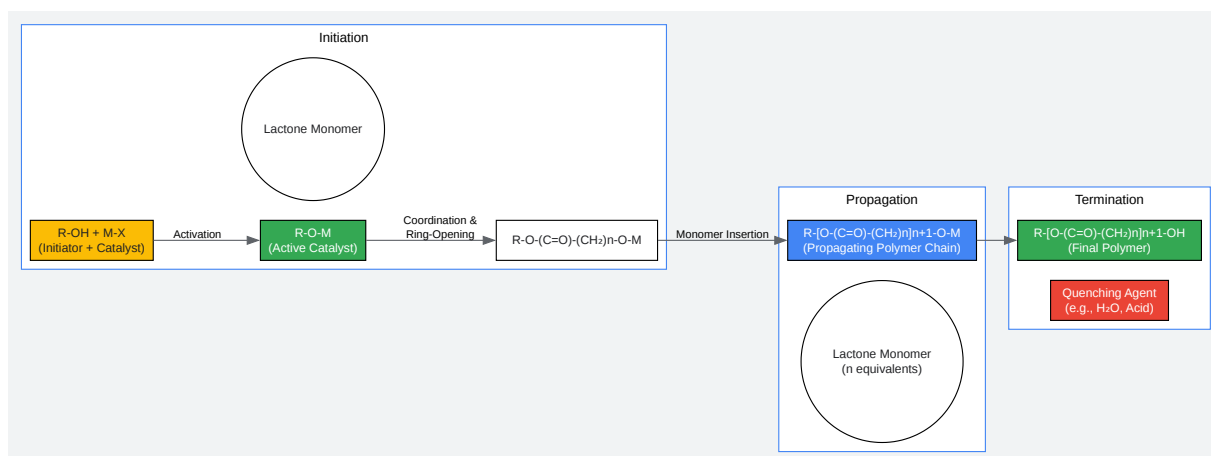 Initiation
Lactone Monomer
R-OH + M-X
(Initiator + Catalyst)
Activation
R-O-M
(Active Catalyst)
Coordination &
Ring-Opening
R-O-(C=O)-(CH₂)n-O-M
Monomer Insertion
Propagation
R-[O-(C=O)-(CH₂)n]n+1-O-M
(Propagating Polymer Chain)
Lactone Monomer
(n equivalents)
Termination
R-[O-(C=O)-(CH₂)n]n+1-OH
(Final Polymer)
Quenching Agent
(e.g., H₂O, Acid)